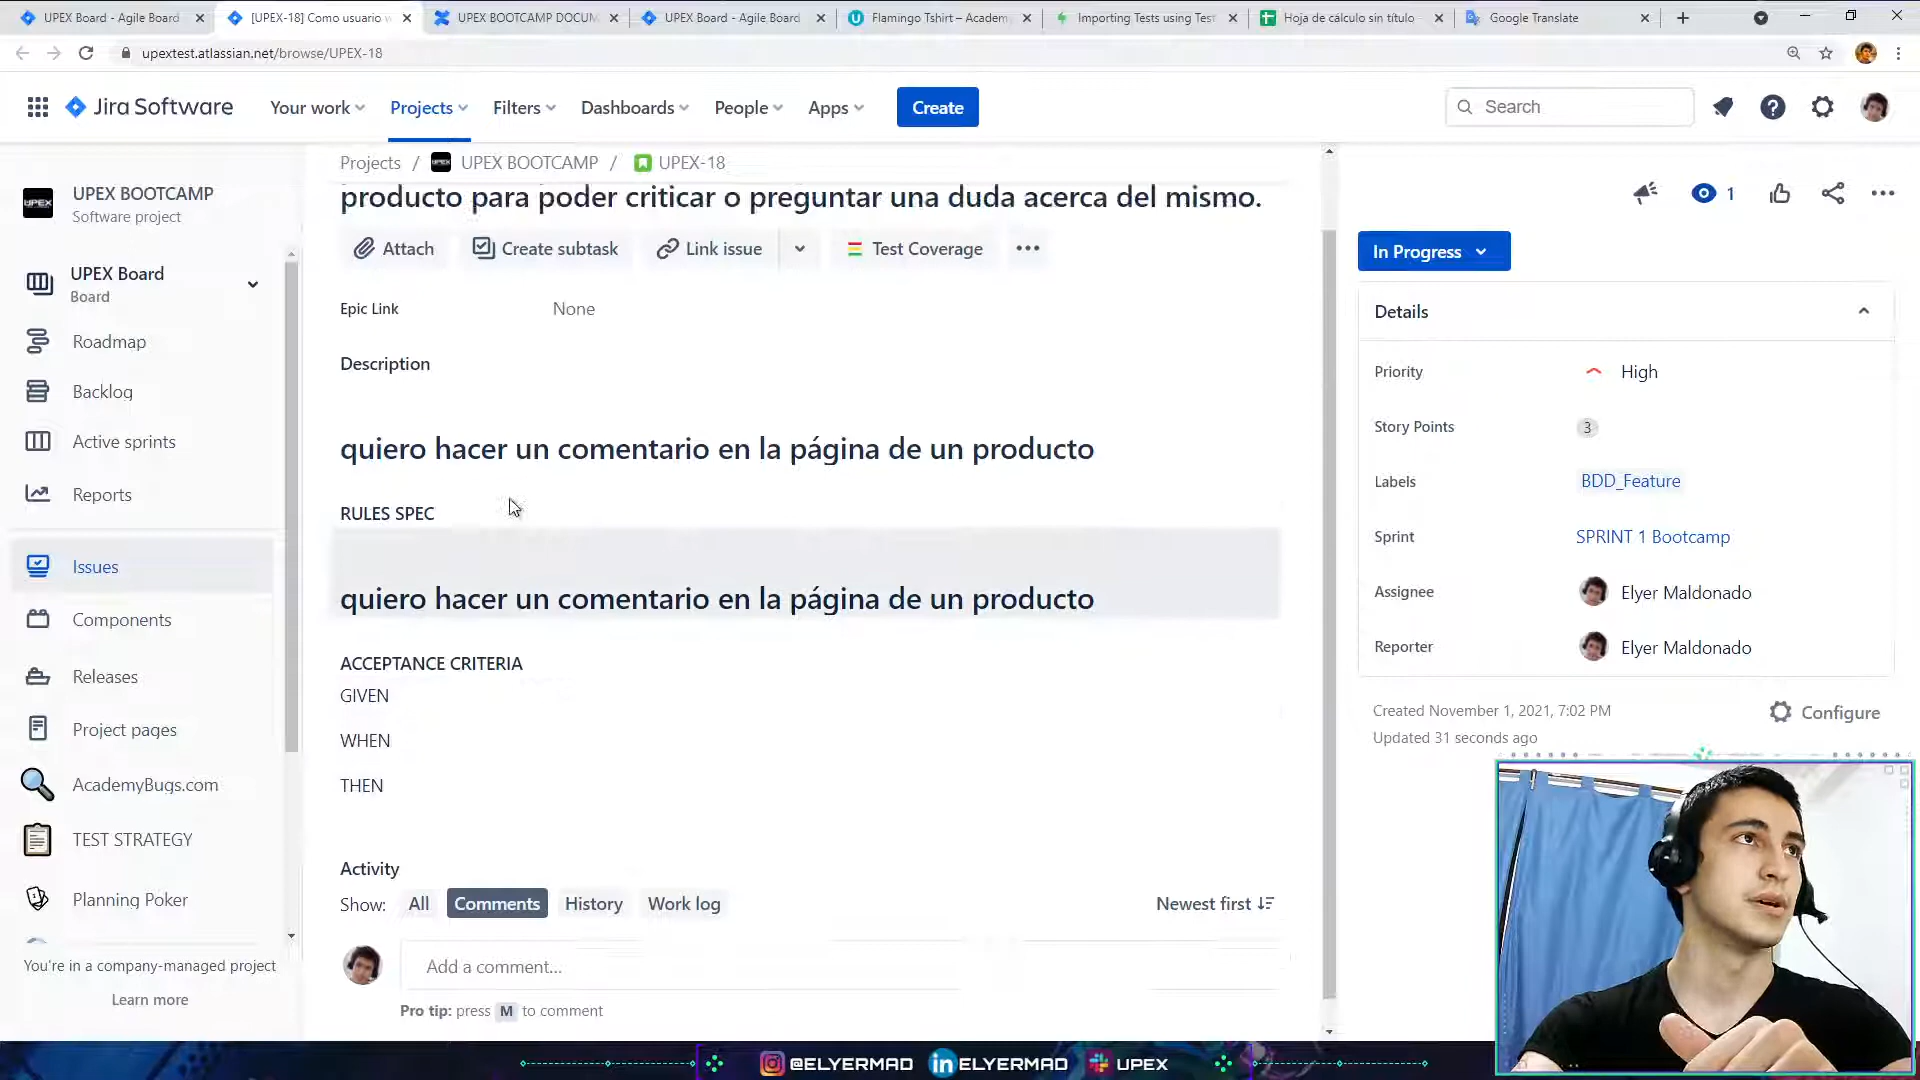 UPEX Board - Agile Board
[UPEX-18] Como usuario
UPEX BOOTCAMP DOCUM
UPEX Board - Agile Board
Flamingo Tshirt – Academ
Importing Tests using Test
Hoja de cálculo sin título
Google Translate
upextest.atlassian.net/browse/UPEX-18
Jira Software
Your work
Projects
Filters
Dashboards
People
Apps
Create
Search
Projects / UPEX BOOTCAMP / UPEX-18
producto para poder criticar o preguntar una duda acerca del mismo.
Attach
Create subtask
Link issue
Test Coverage
Epic Link
None
Description
quiero hacer un comentario en la página de un producto
RULES SPEC
quiero hacer un comentario en la página de un producto
ACCEPTANCE CRITERIA
GIVEN
WHEN
THEN
Activity
Show:
All
Comments
History
Work log
Newest first
Add a comment...
Pro tip: press M to comment
UPEX BOOTCAMP
Software project
UPEX Board
Board
Roadmap
Backlog
Active sprints
Reports
Issues
Components
Releases
Project pages
AcademyBugs.com
TEST STRATEGY
Planning Poker
You're in a company-managed project
Learn more
1
In Progress
Details
Priority
High
Story Points
3
Labels
BDD_Feature
Sprint
SPRINT 1 Bootcamp
Assignee
Elyer Maldonado
Reporter
Elyer Maldonado
Created November 1, 2021, 7:02 PM
Updated 31 seconds ago
Configure
@ELYERMAD
in ELYERMAD
UPEX